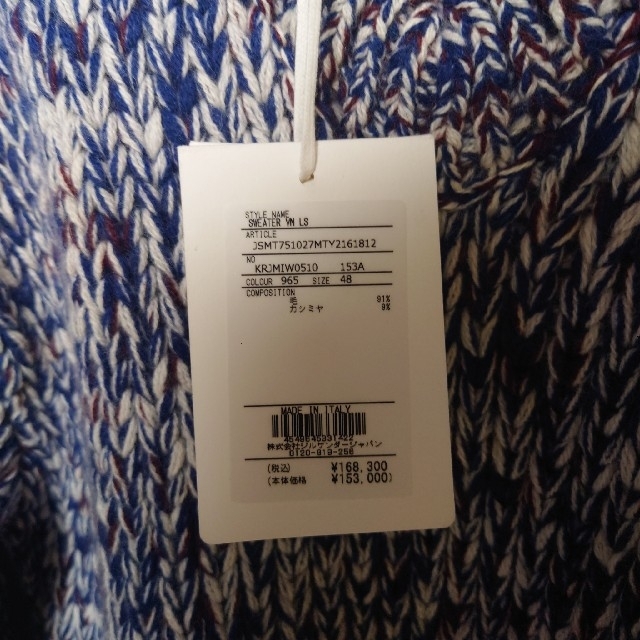 STYLE NAME
SWEATER VN LS
ARTICLE
JSMT751027MTY2161812
NO
KRJMIW0510 153A
COLOUR 965 SIZE 48
COMPOSITION
毛 91%
カシミヤ 9%
MADE IN ITALY
株式会社ジルサンダージャパン
0120-919-256
(税込) ¥168,300
(本体価格 ¥153,000)